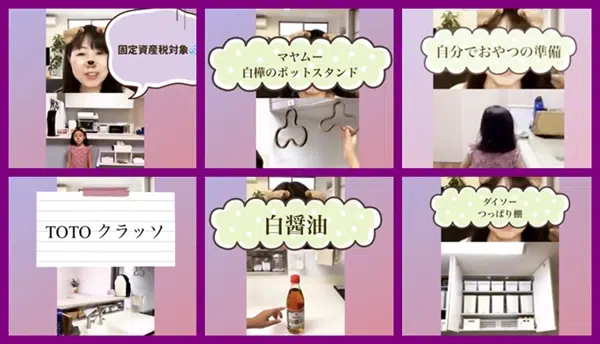 固定資産税対象
マヤムー
白樺のポットスタンド
自分でおやつの準備
TOTO クラッソ
白醤油
ダイソー
つっぱり棚